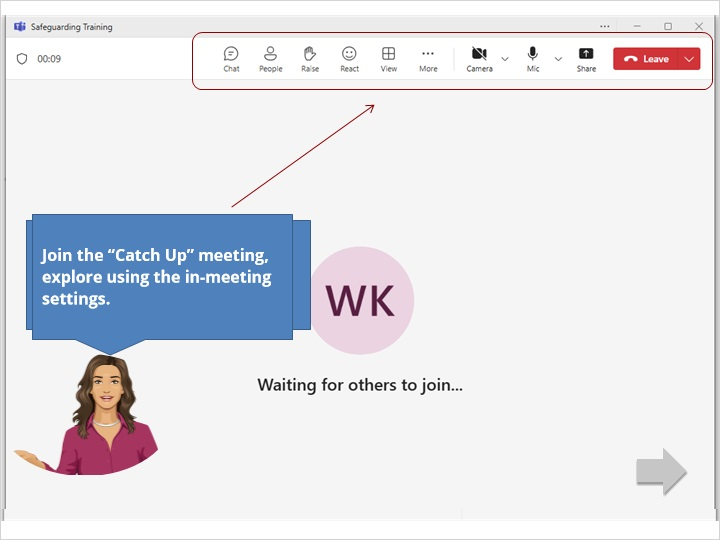 Safeguarding Training
00:09
Chat People Raise React View More Camera Mic Share Leave
Join the “Catch Up” meeting,
explore using the in-meeting
settings.
WK
Waiting for others to join...